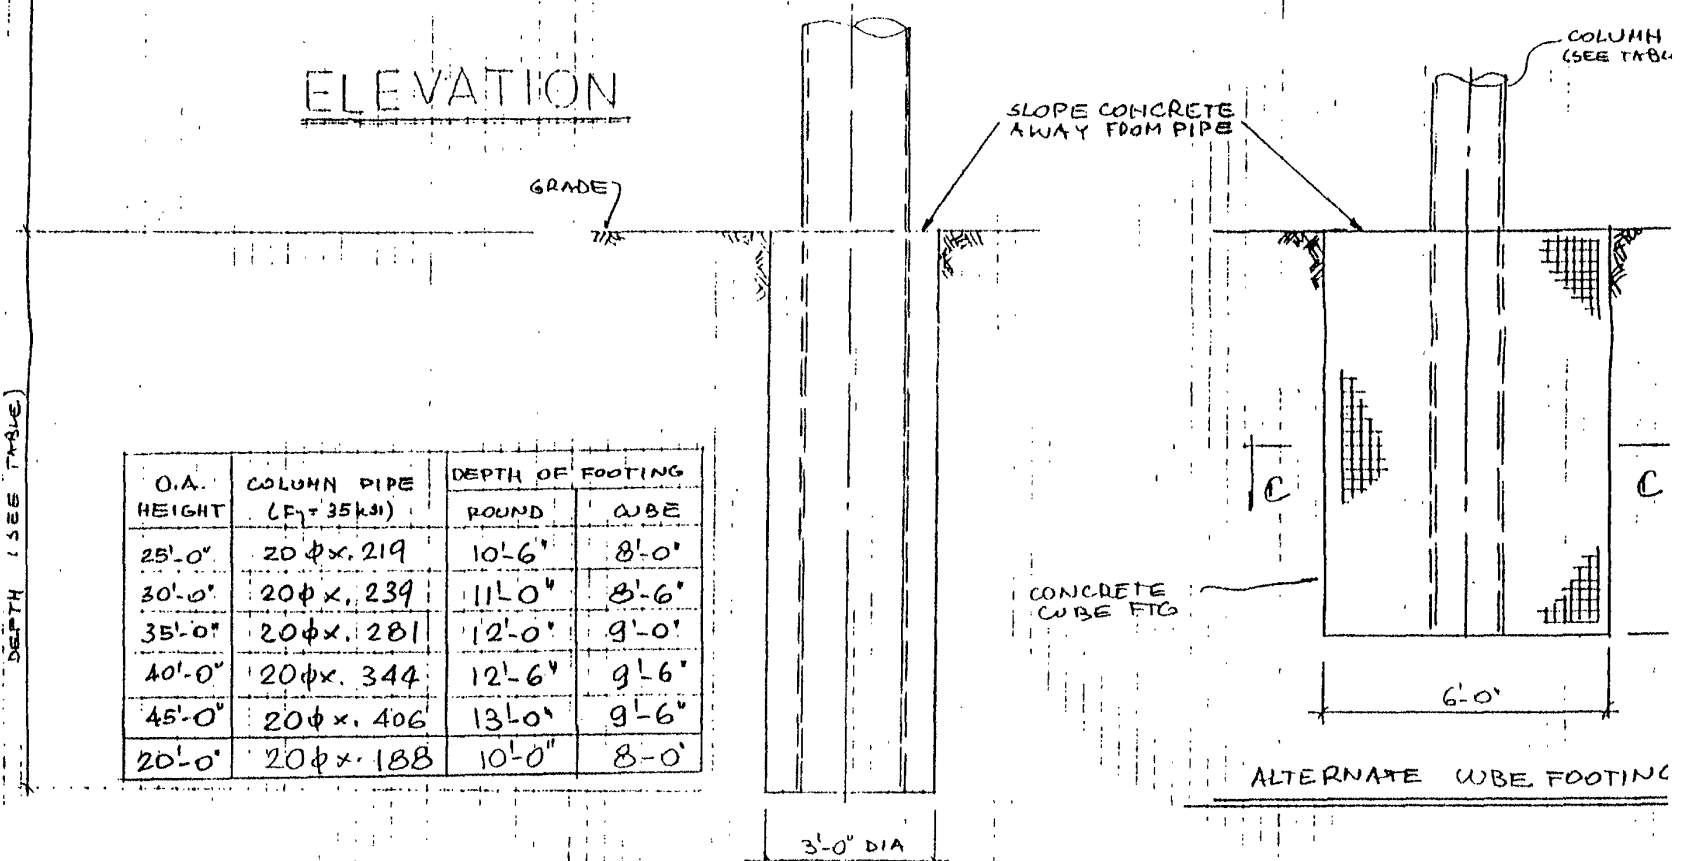 ELEVATION
COLUMN
(SEE TABL
SLOPE CONCRETE
AWAY FROM PIPE
GRADE
DEPTH (SEE TABLE)
O.A. HEIGHT COLUMN PIPE (Fy=35 KSI) DEPTH OF FOOTING
ROUND CUBE
25'-0" 20 φ x .219 10'-6" 8'-0"
30'-0" 20 φ x .239 11'-0" 8'-6"
35'-0" 20 φ x .281 12'-0" 9'-0"
40'-0" 20 φ x .344 12'-6" 9'-6"
45'-0" 20 φ x .406 13'-0" 9'-6"
20'-0" 20 φ x .188 10'-0" 8-0"
C C
CONCRETE
CUBE FTG
6'-0"
ALTERNATE CUBE FOOTING
3'-0" DIA